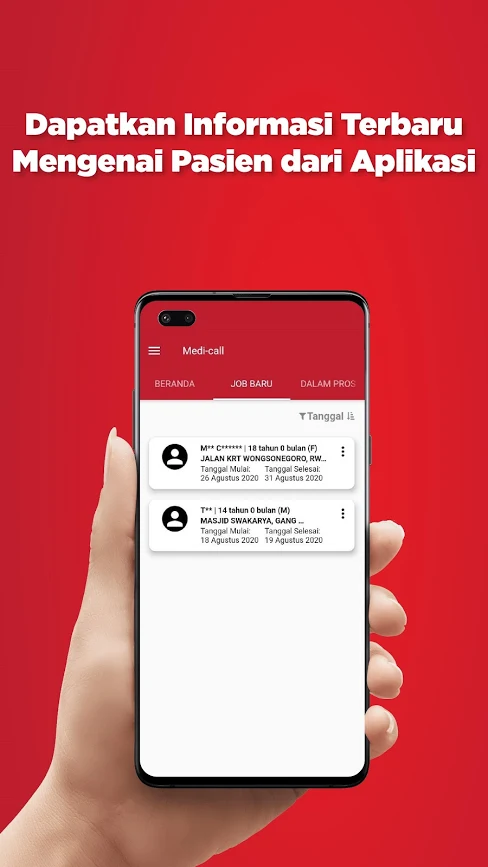 Dapatkan Informasi Terbaru
Mengenai Pasien dari Aplikasi
Medi-call
BERANDA JOB BARU DALAM PROS
Tanggal
M** C****** | 18 tahun 0 bulan (F)
JALAN KRT WONGSONEGORO, RW...
Tanggal Mulai: Tanggal Selesai:
26 Agustus 2020 31 Agustus 2020
T** | 14 tahun 0 bulan (M)
MASJID SWAKARYA, GANG ...
Tanggal Mulai: Tanggal Selesai:
18 Agustus 2020 19 Agustus 2020